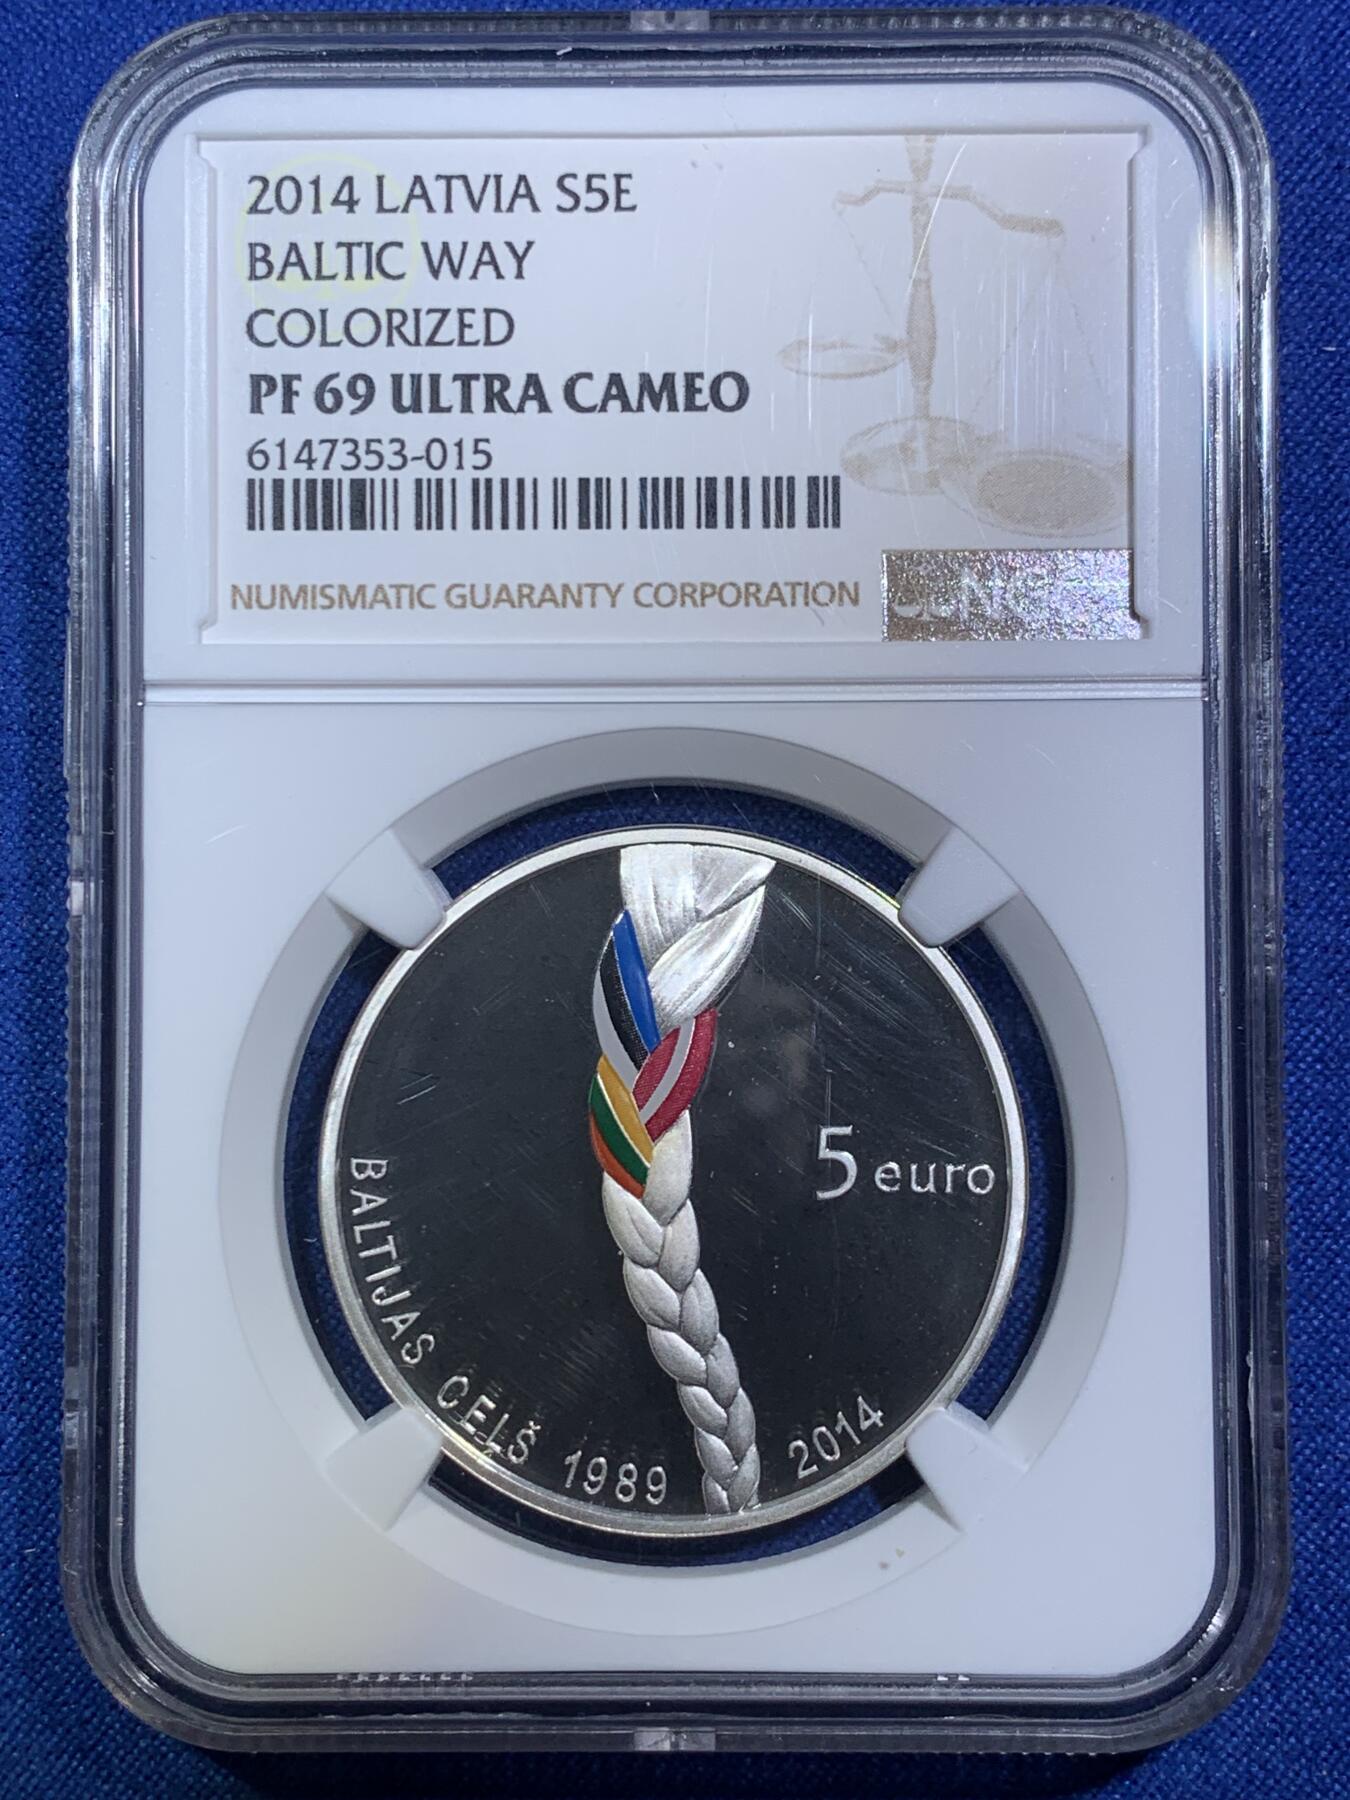 2014 LATVIA S5E
BALTIC WAY
COLORIZED
PF 69 ULTRA CAMEO
6147353-015
NUMISMATIC GUARANTY CORPORATION
5 euro
BALTIJAS CEĻŠ 1989 2014